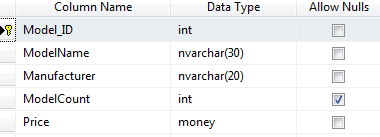 Column Name Data Type Allow Nulls
Model_ID int
ModelName nvarchar(30)
Manufacturer nvarchar(20)
ModelCount int
Price money